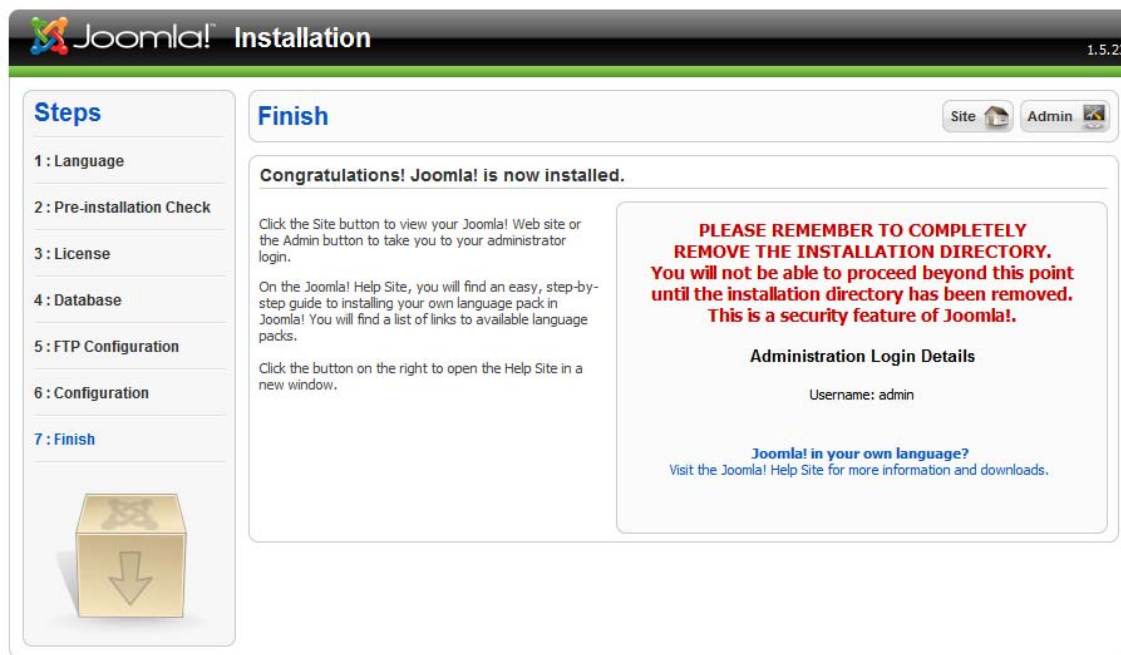 Joomla! Installation
1.5.23
Steps
1 : Language
2 : Pre-installation Check
3 : License
4 : Database
5 : FTP Configuration
6 : Configuration
7 : Finish
Finish
Site
Admin
Congratulations! Joomla! is now installed.
Click the Site button to view your Joomla! Web site or
the Admin button to take you to your administrator
login.
On the Joomla! Help Site, you will find an easy, step-by-
step guide to installing your own language pack in
Joomla! You will find a list of links to available language
packs.
Click the button on the right to open the Help Site in a
new window.
PLEASE REMEMBER TO COMPLETELY
REMOVE THE INSTALLATION DIRECTORY.
You will not be able to proceed beyond this point
until the installation directory has been removed.
This is a security feature of Joomla!.
Administration Login Details
Username: admin
Joomla! in your own language?
Visit the Joomla! Help Site for more information and downloads.